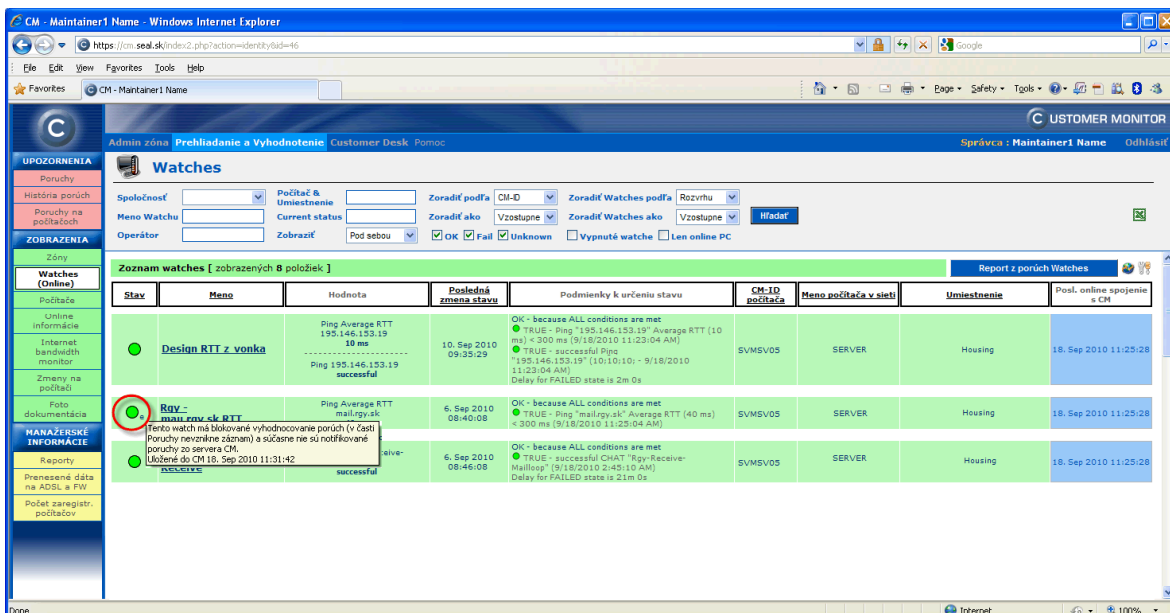 CM - Maintainer1 Name - Windows Internet Explorer
https://cm.seal.sk/index2.php?action=identity&id=46
Google
File Edit View Favorites Tools Help
Favorites CM - Maintainer1 Name
Page Safety Tools
C USTOMER MONITOR
Admin zóna Prehliadanie a Vyhodnotenie Customer Desk Pomoc
Správca : Maintainer1 Name Odhlásiť
UPOZORNENIA
Poruchy
História porúch
Poruchy na
počítačoch
ZOBRAZENIA
Zóny
Watches
(Online)
Počítače
Online
informácie
Internet
bandwidth
monitor
Zmeny na
počítači
Foto
dokumentácia
MANAŽERSKÉ
INFORMÁCIE
Reporty
Prenesené dáta
na ADSL a FW
Počet zaregistr.
počítačov
Watches
Spoločnosť Počítač & Umiestnenie Zoradiť podľa CM-ID Zoradiť Watches podľa Rozvrhu
Meno Watchu Current status Zoradiť ako Vzostupne Zoradiť Watches ako Vzostupne Hľadať
Operátor Zobraziť Pod sebou OK Fail Unknown Vypnuté watche Len online PC
Zoznam watches [ zobrazených 8 položiek ]
Report z porúch Watches
Stav Meno Hodnota Posledná zmena stavu Podmienky k určeniu stavu CM-ID počítača Meno počítača v sieti Umiestnenie Posl. online spojenie s CM
Design RTT z vonka
Ping Average RTT
195.146.153.19
10 ms
Ping 195.146.153.19
successful
10. Sep 2010
09:35:29
OK - because ALL conditions are met
TRUE - Ping "195.146.153.19" Average RTT (10
ms) < 300 ms (9/18/2010 11:23:04 AM)
TRUE - successful Ping
"195.146.153.19" (10;10;10; - 9/18/2010
11:23:04 AM)
Delay for FAILED state is 2m 0s
SVMSV05 SERVER Housing 18. Sep 2010 11:25:28
Rgy -
mail.rgy.sk RTT
Ping Average RTT
mail.rgy.sk
6. Sep 2010
08:40:08
OK - because ALL conditions are met
TRUE - Ping "mail.rgy.sk" Average RTT (40 ms)
< 300 ms (9/18/2010 11:25:04 AM)
SVMSV05 SERVER Housing 18. Sep 2010 11:25:28
Tento watch má blokované vyhodnocovanie porúch (v časti
Poruchy nevznikne záznam) a súčasne nie sú notifikované
poruchy zo servera CM.
Uložené do CM 18. Sep 2010 11:31:42
Receive
successful
6. Sep 2010
08:46:08
OK - because ALL conditions are met
TRUE - successful CHAT "Rgy-Receive-
Mailloop" (9/18/2010 2:45:10 AM)
Delay for FAILED state is 21m 0s
SVMSV05 SERVER Housing 18. Sep 2010 11:25:28
Done
Internet
100%